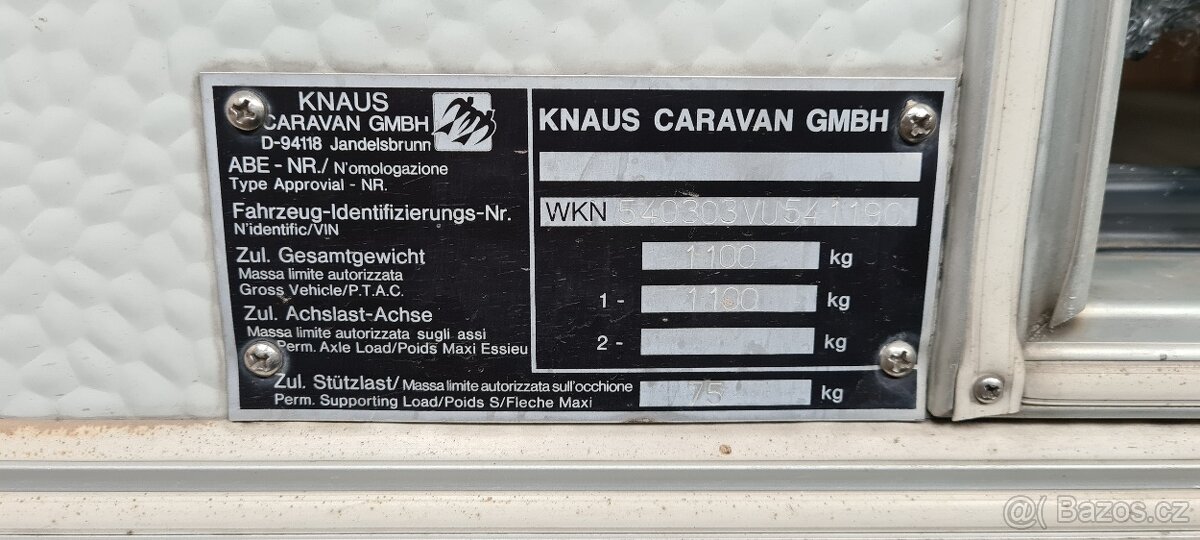 KNAUS
CARAVAN GMBH
D-94118 Jandelsbrunn
ABE - NR./ N'omologazione
Type Approvial - NR.
Fahrzeug-Identifizierungs-Nr.
N'identific/VIN
Zul. Gesamtgewicht
Massa limite autorizzata
Gross Vehicle/P.T.A.C.
Zul. Achslast-Achse
Massa limite autorizzata sugli assi
Perm. Axle Load/Poids Maxi Essieu
Zul. Stützlast/ Massa limite autorizzata sull'occhione
Perm. Supporting Load/Poids S/Fleche Maxi
KNAUS CARAVAN GMBH
WKN
1100 kg
1- 1100 kg
2- kg
75 kg
@( Bazos.cz